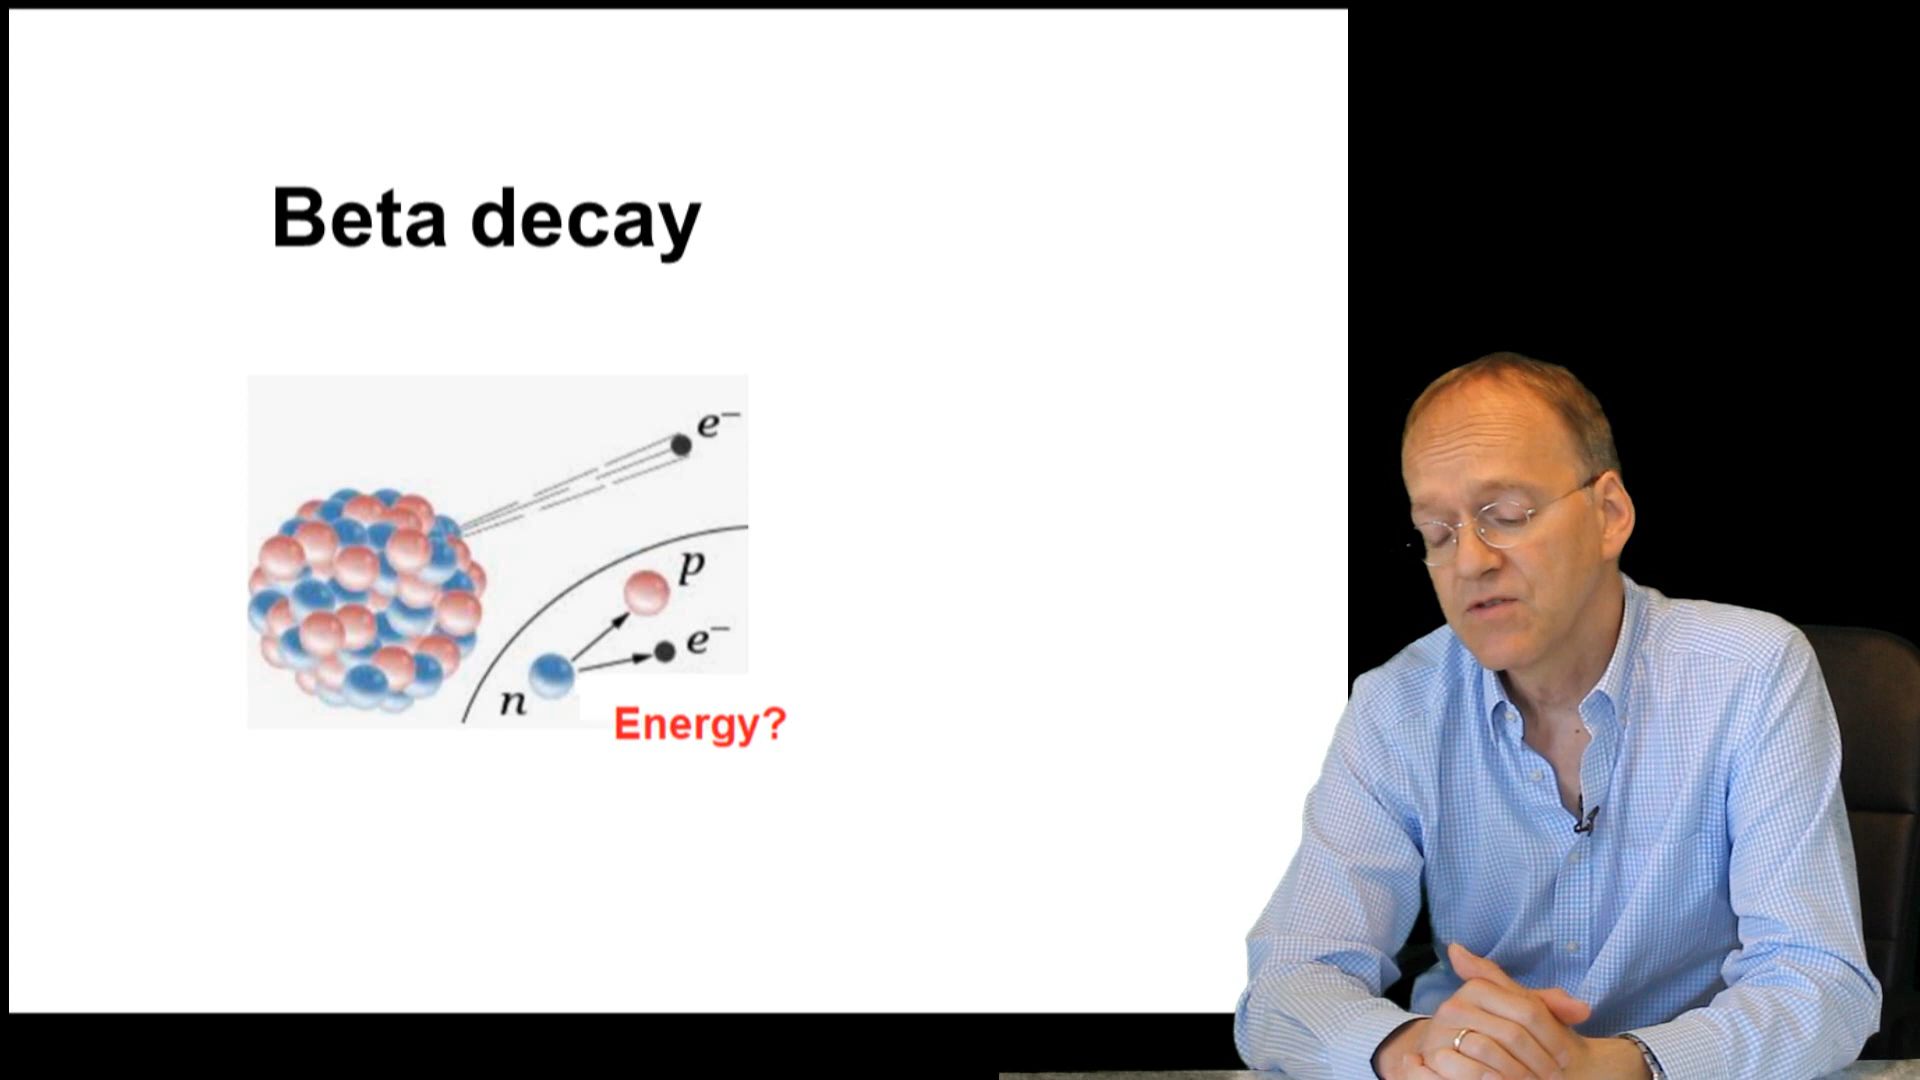 Beta decay
e⁻
p
e⁻
n
Energy?